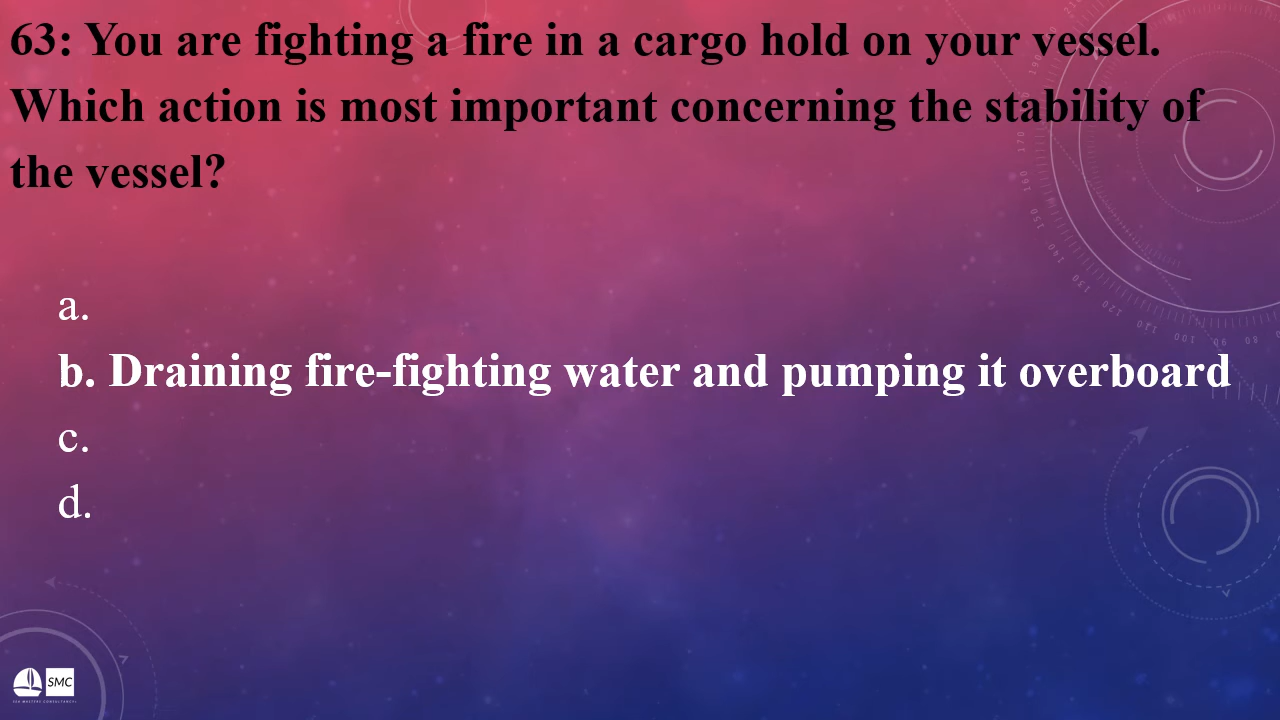 63: You are fighting a fire in a cargo hold on your vessel.
Which action is most important concerning the stability of
the vessel?
a.
b. Draining fire-fighting water and pumping it overboard
c.
d.
SMC